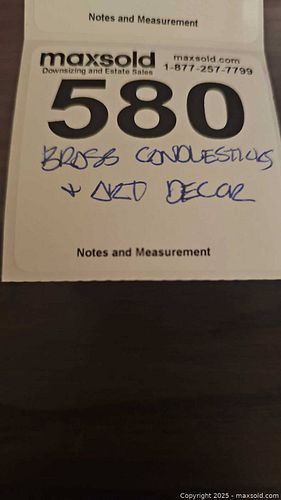 Notes and Measurement
maxsold
maxsold.com
Downsizing and Estate Sales
1-877-257-7799
580
BRASS CANDLESTICKS
+ ART DECOR
Notes and Measurement
Copyright 2025 - maxsold.com